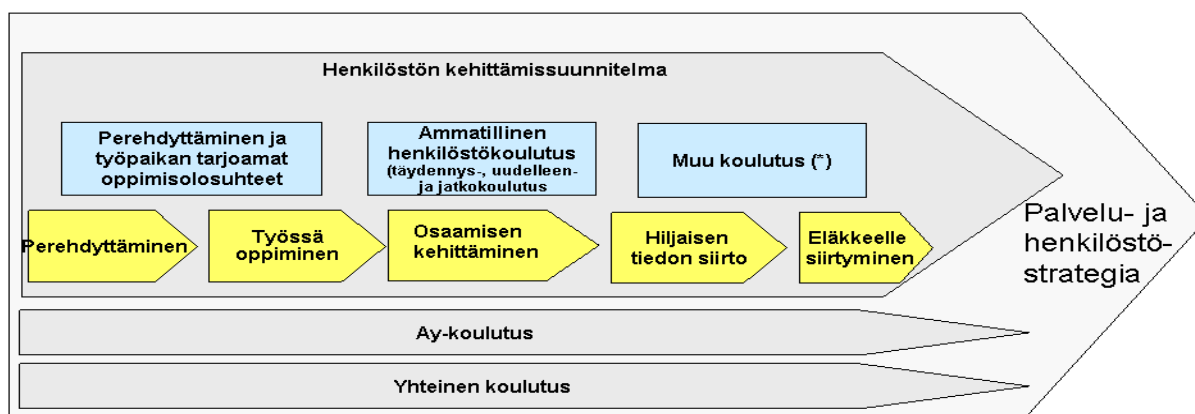 Henkilöstön kehittämissuunnitelma
Perehdyttäminen ja
työpaikan tarjoamat
oppimisolosuhteet
Ammatillinen
henkilöstökoulutus
(täydennys-, uudelleen-
ja jatkokoulutus
Muu koulutus (*)
Perehdyttäminen
Työssä
oppiminen
Osaamisen
kehittäminen
Hiljaisen
tiedon siirto
Eläkkeelle
siirtyminen
Palvelu- ja
henkilöstö-
strategia
Ay-koulutus
Yhteinen koulutus